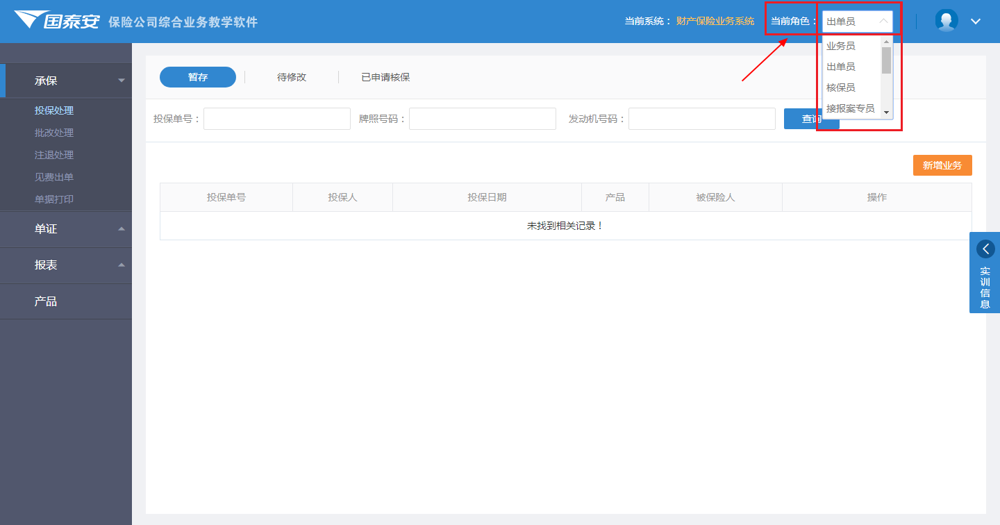 国泰安 保险公司综合业务教学软件
当前系统： 财产保险业务系统
当前角色： 出单员
业务员
出单员
核保员
接报案专员
承保
投保处理
批改处理
注退处理
见费出单
单据打印
单证
报表
产品
暂存 待修改 已申请核保
投保单号： 牌照号码： 发动机号码： 查询
新增业务
投保单号 投保人 投保日期 产品 被保险人 操作
未找到相关记录！
实训信息